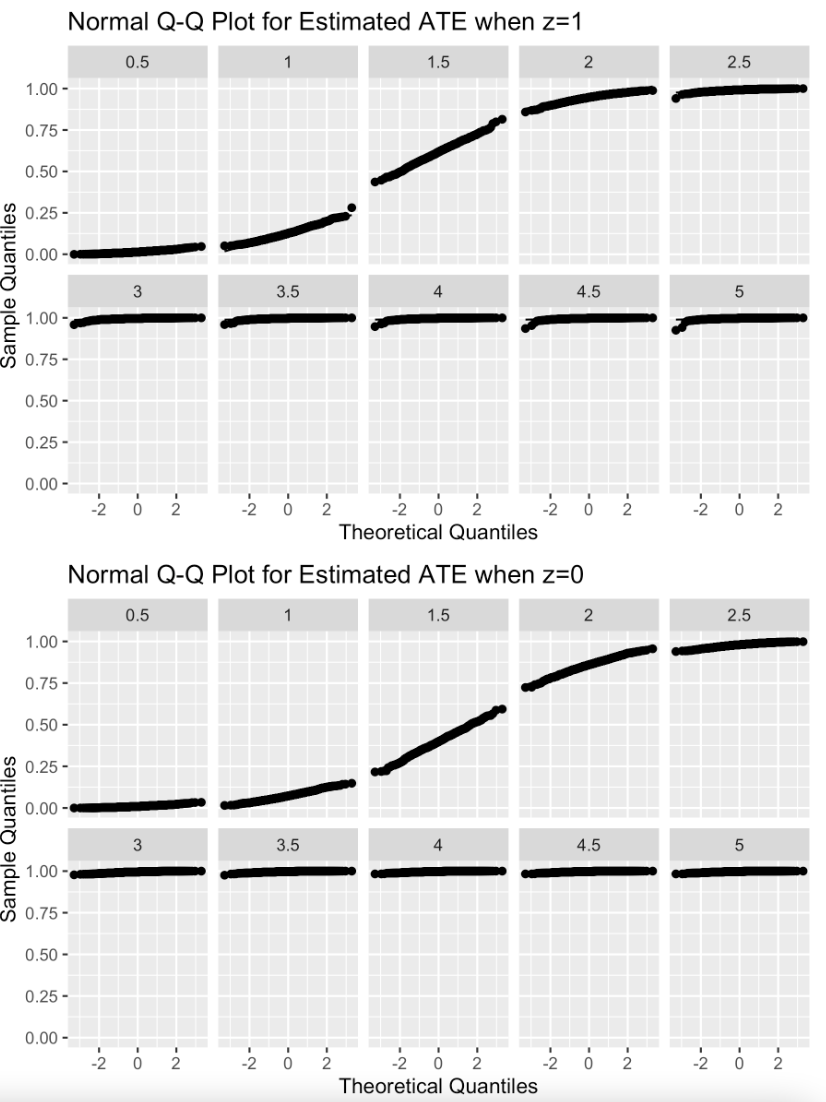 Normal Q-Q Plot for Estimated ATE when z=1
0.5 1 1.5 2 2.5
1.00
0.75
0.50
0.25
0.00
3 3.5 4 4.5 5
1.00
0.75
0.50
0.25
0.00
Sample Quantiles
-2 0 2 -2 0 2 -2 0 2 -2 0 2 -2 0 2
Theoretical Quantiles
Normal Q-Q Plot for Estimated ATE when z=0
0.5 1 1.5 2 2.5
1.00
0.75
0.50
0.25
0.00
3 3.5 4 4.5 5
1.00
0.75
0.50
0.25
0.00
Sample Quantiles
-2 0 2 -2 0 2 -2 0 2 -2 0 2 -2 0 2
Theoretical Quantiles